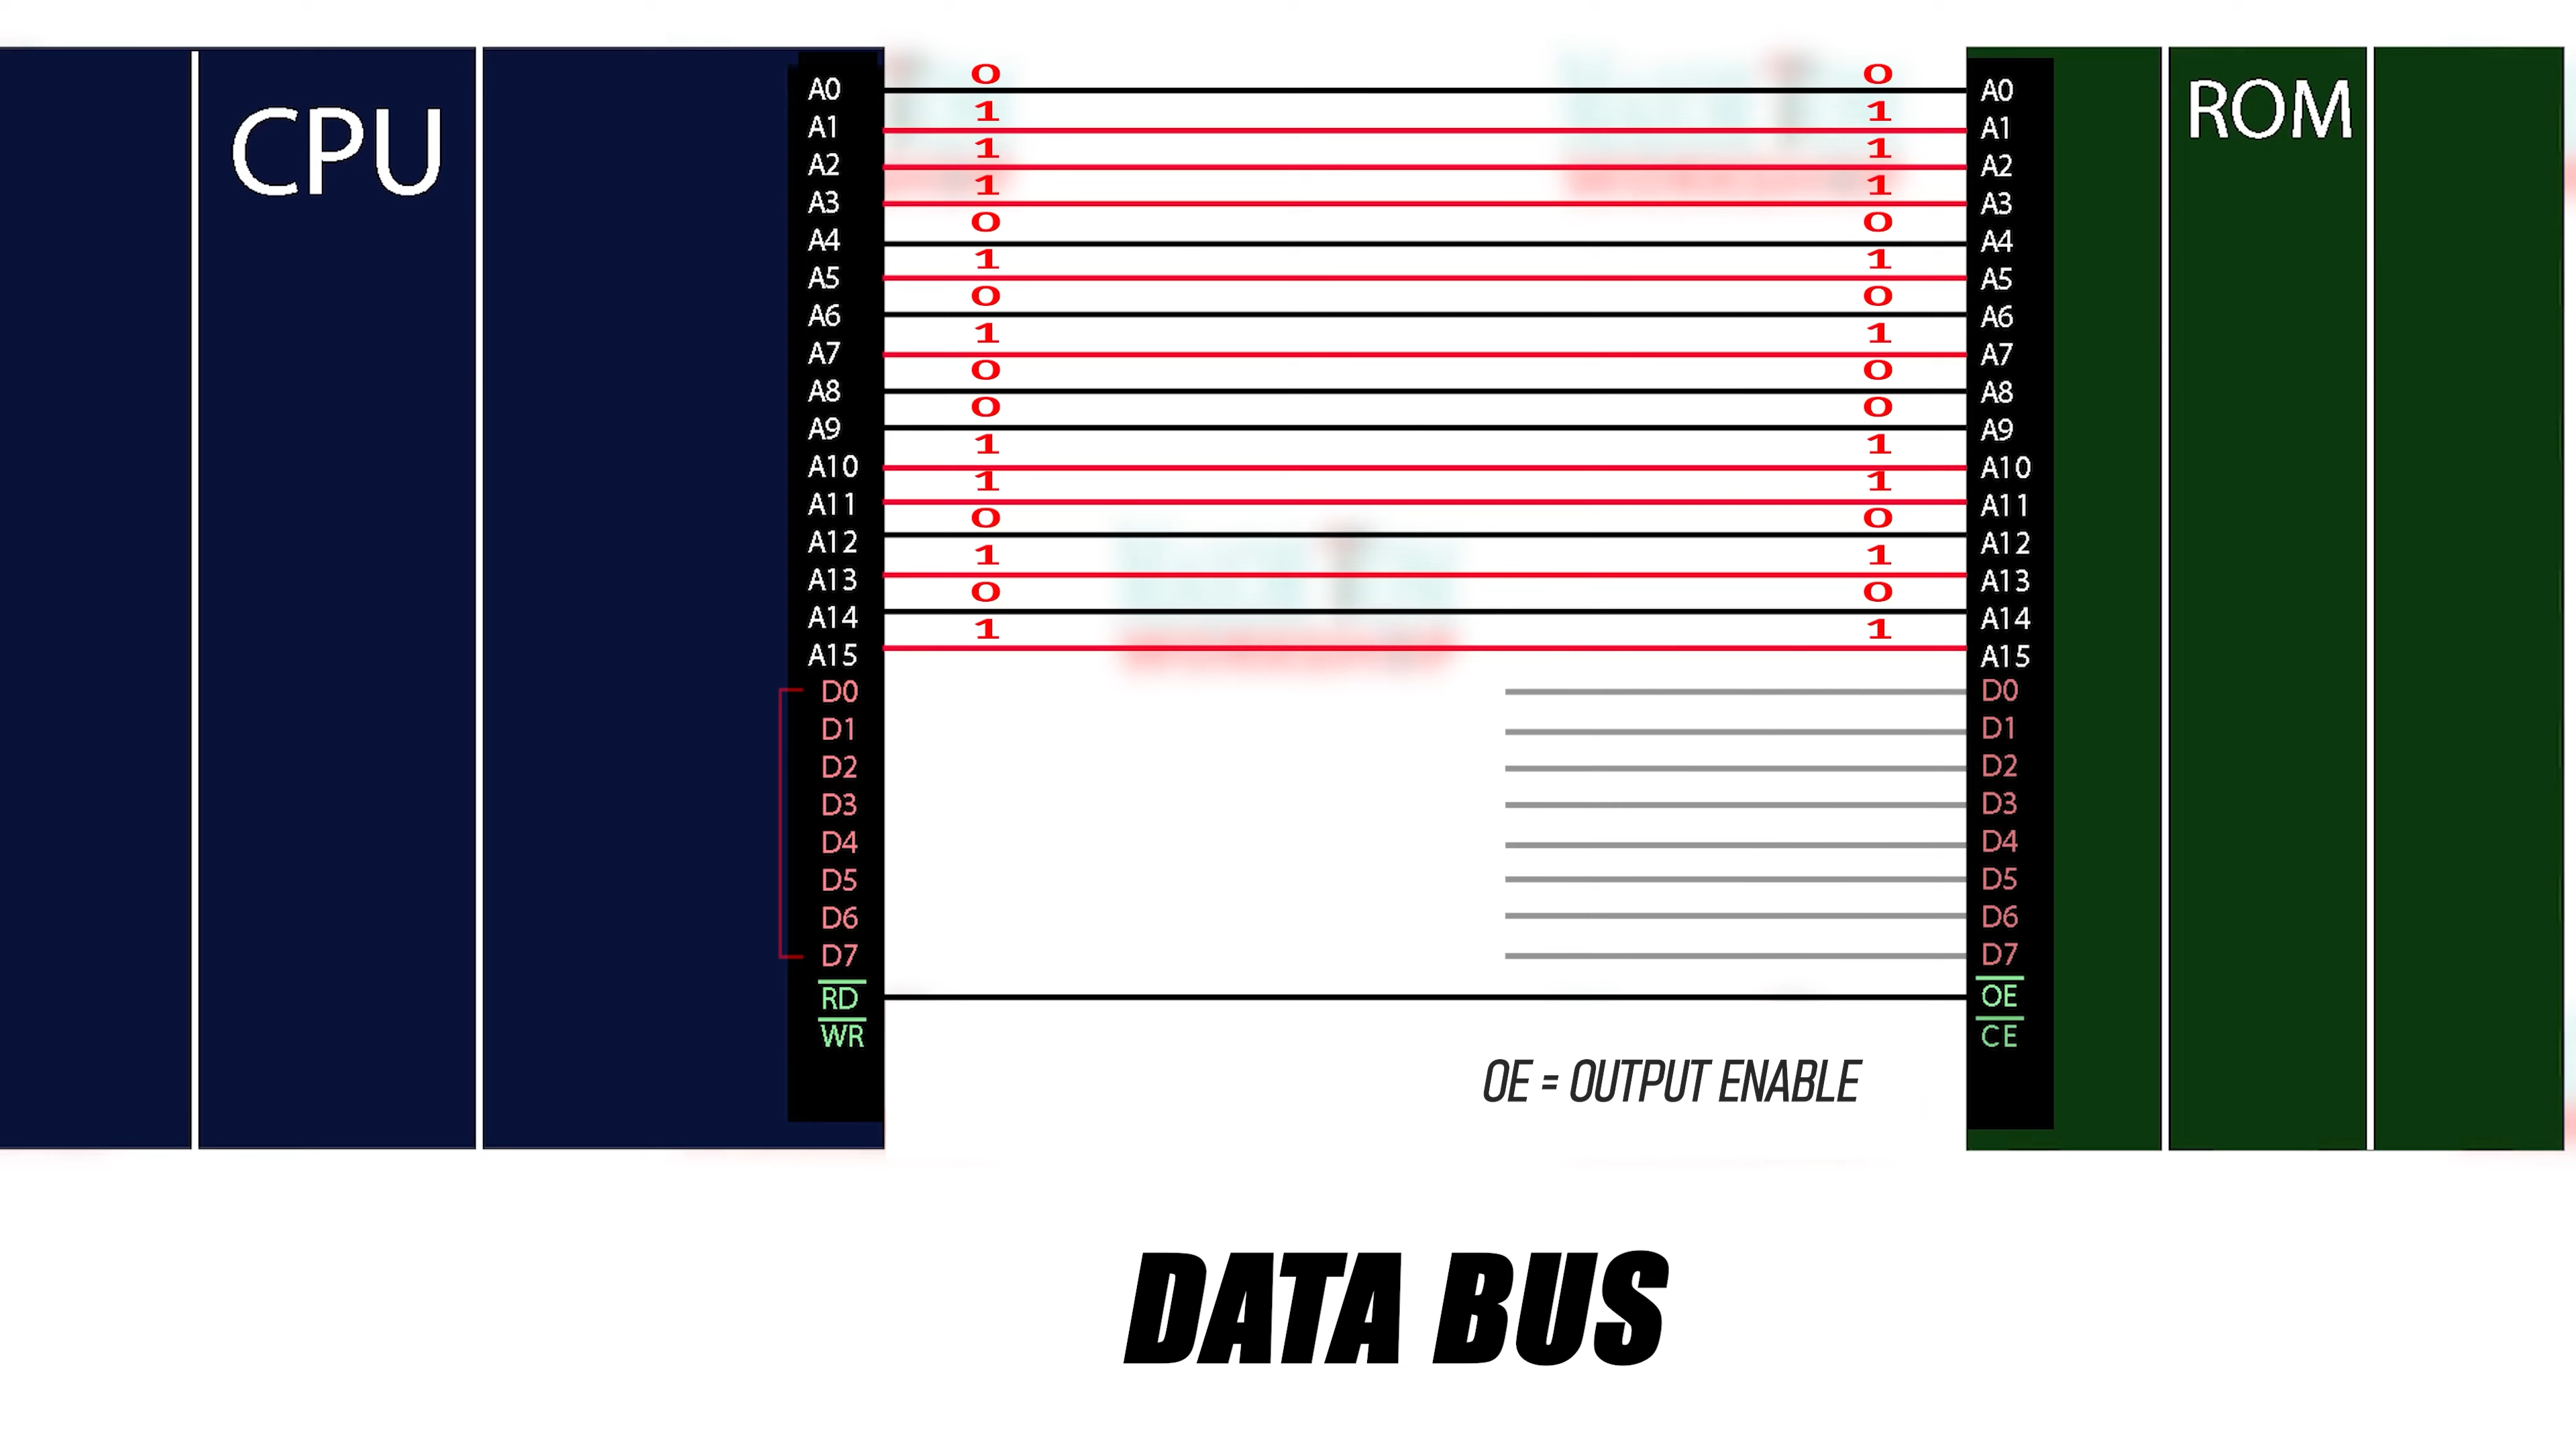 CPU
ROM
A0 0 0 A0
A1 1 1 A1
A2 1 1 A2
A3 1 1 A3
A4 0 0 A4
A5 1 1 A5
A6 0 0 A6
A7 1 1 A7
A8 0 0 A8
A9 0 0 A9
A10 1 1 A10
A11 1 1 A11
A12 0 0 A12
A13 1 1 A13
A14 0 0 A14
A15 1 1 A15
D0 D0
D1 D1
D2 D2
D3 D3
D4 D4
D5 D5
D6 D6
D7 D7
RD OE
WR CE
OE = OUTPUT ENABLE
DATA BUS